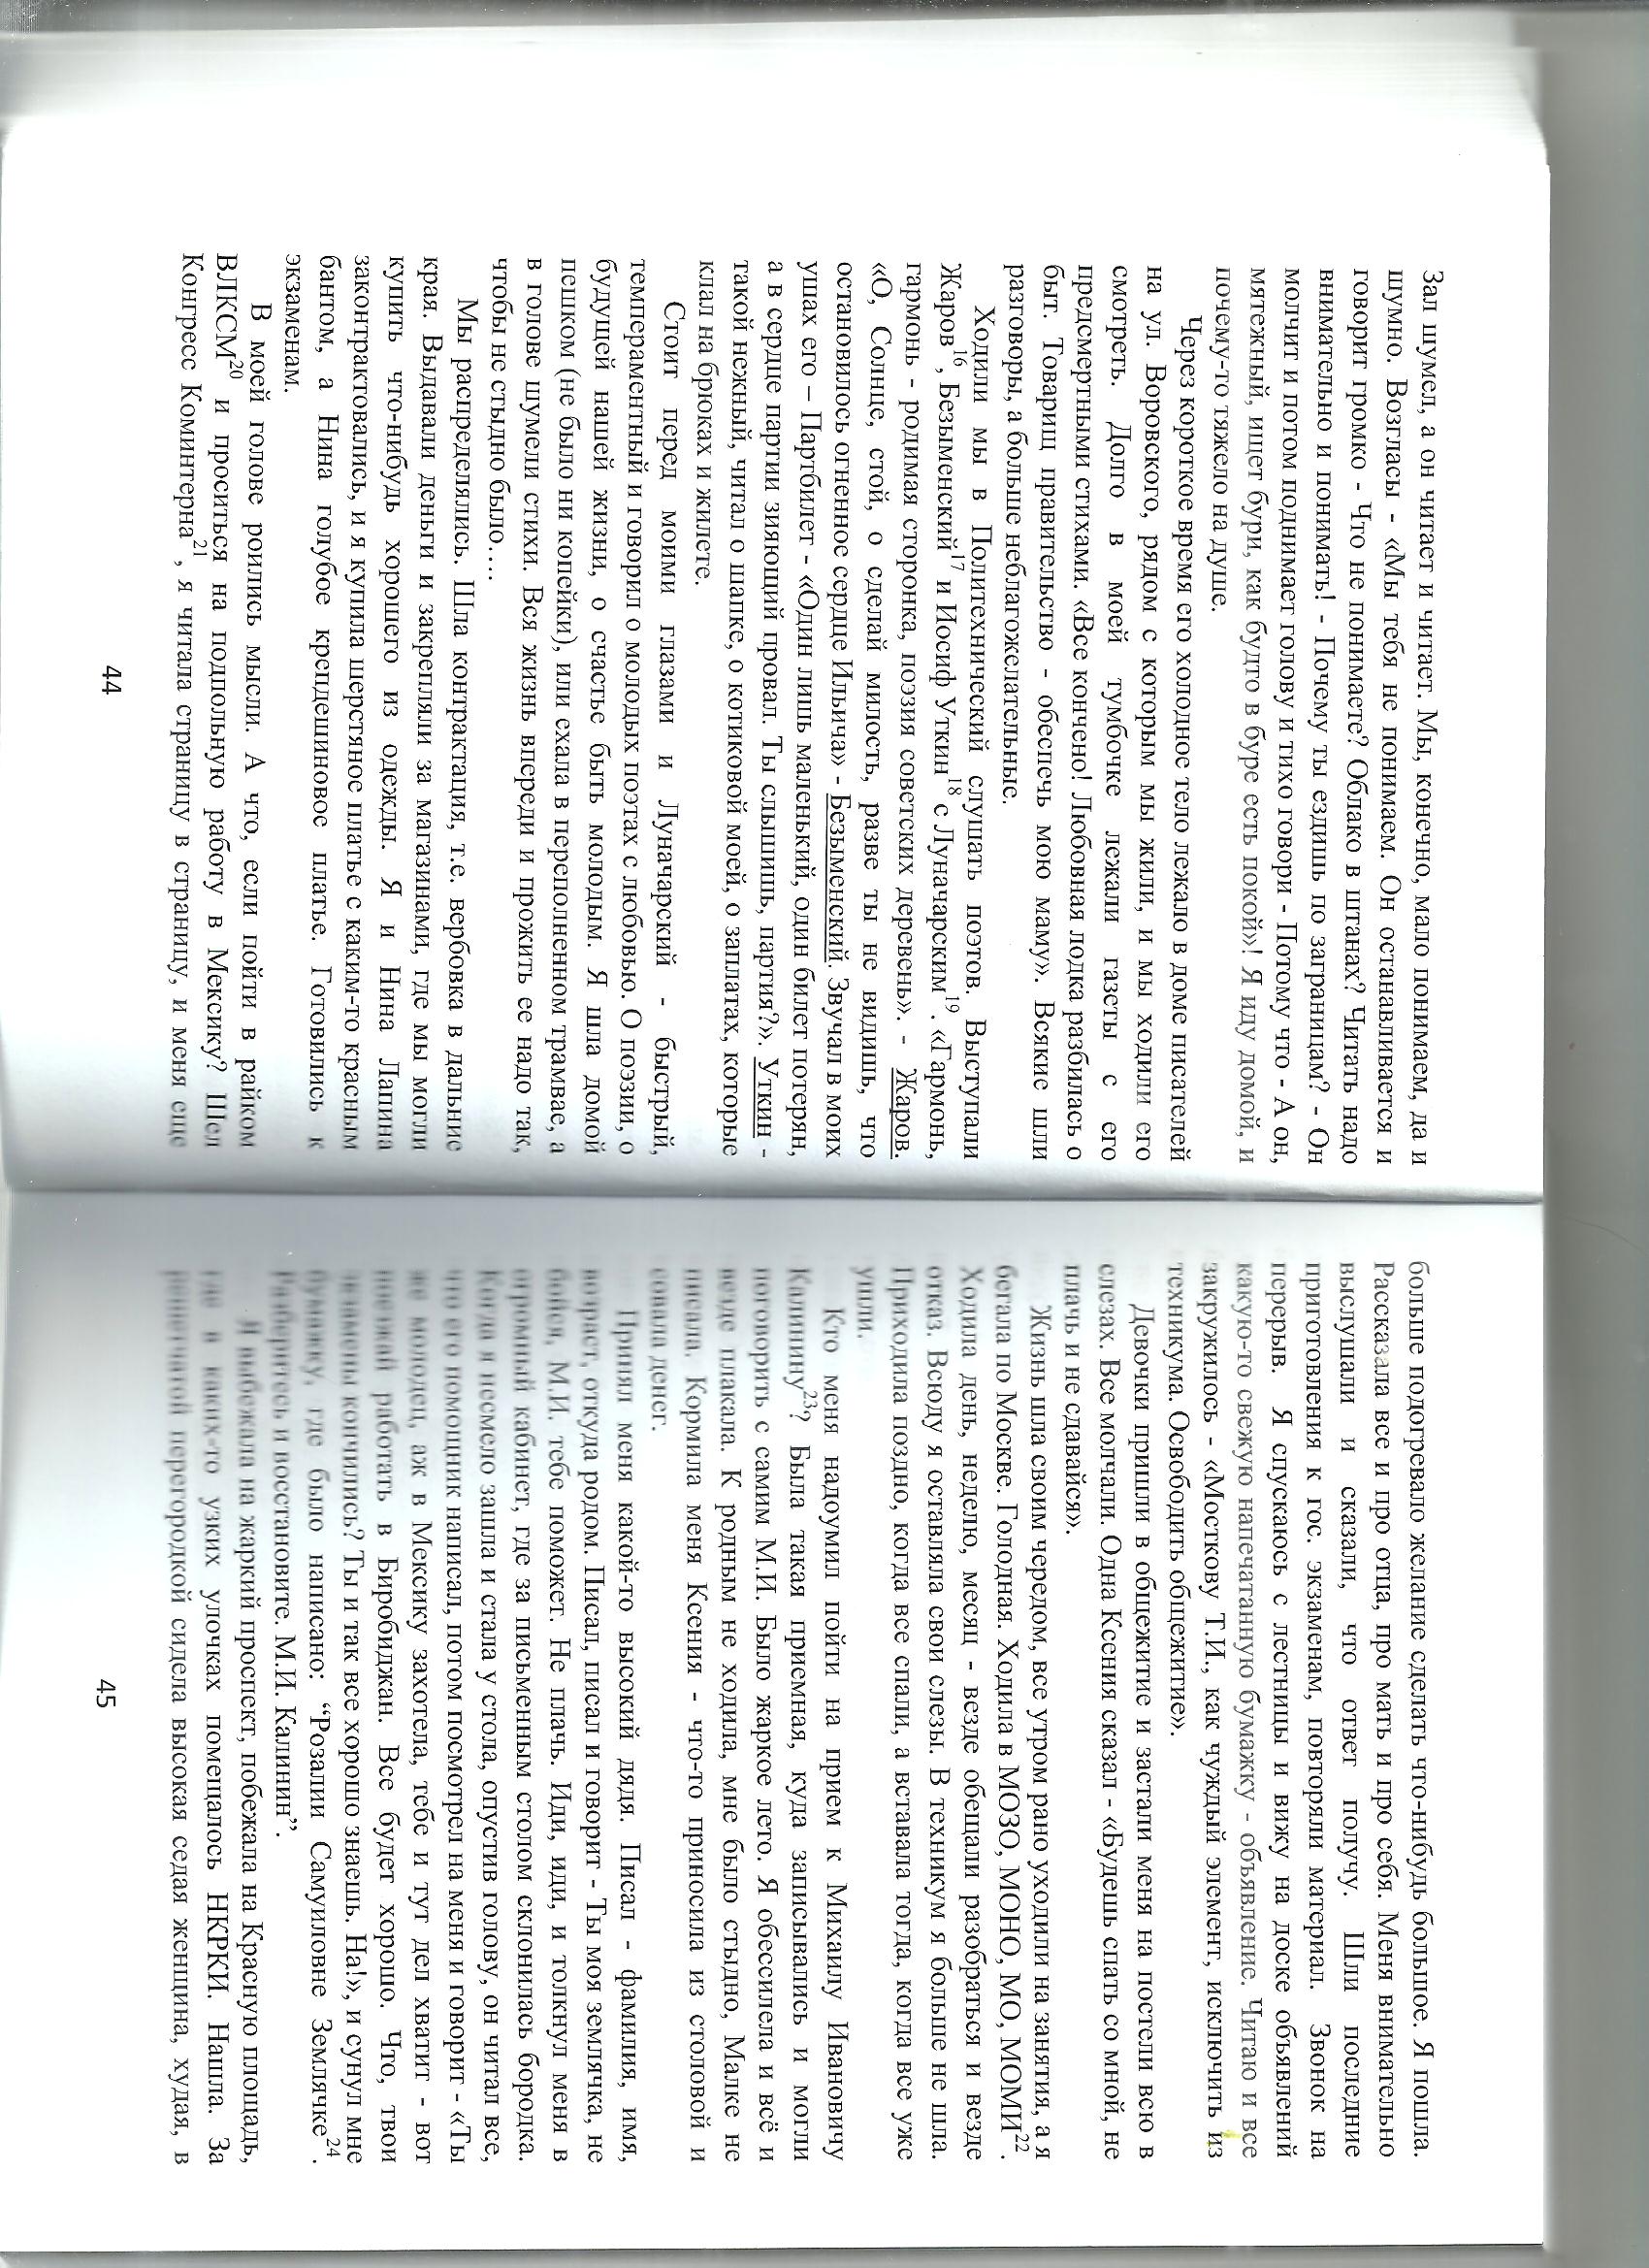 Зал шумел, а он читает и читает. Мы, конечно, мало понимаем, да и
шумно. Возгласы - «Мы тебя не понимаем. Он останавливается и
говорит громко - Что не понимаете? Облако в штанах? Читать надо
внимательно и понимать! - Почему ты ездишь по заграницам? - Он
молчит и потом поднимает голову и тихо говори - Потому что - А он,
мятежный, ищет бури, как будто в буре есть покой»! Я иду домой, и
почему-то тяжело на душе.
Через короткое время его холодное тело лежало в доме писателей
на ул. Воровского, рядом с которым мы жили, и мы ходили его
смотреть. Долго в моей тумбочке лежали газеты с его
предсмертными стихами. «Все кончено! Любовная лодка разбилась о
быт. Товарищ правительство - обеспечь мою маму». Всякие шли
разговоры, а больше неблагожелательные.
Ходили мы в Политехнический слушать поэтов. Выступали
Жаров16, Безыменский17 и Иосиф Уткин18 с Луначарским19. «Гармонь,
гармонь - родимая сторонка, поэзия советских деревень». - Жаров.
«О, Солнце, стой, о сделай милость, разве ты не видишь, что
остановилось огненное сердце Ильича» - Безыменский. Звучал в моих
ушах его – Партбилет - «Один лишь маленький, один билет потерян,
а в сердце партии зияющий провал. Ты слышишь, партия?». Уткин -
такой нежный, читал о шапке, о котиковой моей, о заплатах, которые
клал на брюках и жилете.
Стоит перед моими глазами и Луначарский - быстрый,
темпераментный и говорил о молодых поэтах с любовью. О поэзии, о
будущей нашей жизни, о счастье быть молодым. Я шла домой
пешком (не было ни копейки), или ехала в переполненном трамвае, а
в голове шумели стихи. Вся жизнь впереди и прожить ее надо так,
чтобы не стыдно было….
Мы распределялись. Шла контрактация, т.е. вербовка в дальние
края. Выдавали деньги и закрепляли за магазинами, где мы могли
купить что-нибудь хорошего из одежды. Я и Нина Лапина
законтрактовались, и я купила шерстяное платье с каким-то красным
бантом, а Нина голубое крепдешиновое платье. Готовились к
экзаменам.
В моей голове роились мысли. А что, если пойти в райком
ВЛКСМ20 и проситься на подпольную работу в Мексику? Шел
Конгресс Коминтерна21, я читала страницу в страницу, и меня еще
44
больше подогревало желание сделать что-нибудь большое. Я пошла.
Рассказала все и про отца, про мать и про себя. Меня внимательно
выслушали и сказали, что ответ получу. Шли последние
приготовления к гос. экзаменам, повторяли материал. Звонок на
перерыв. Я спускаюсь с лестницы и вижу на доске объявлений
какую-то свежую напечатанную бумажку - объявление. Читаю и все
закружилось - «Мосткову Т.И., как чуждый элемент, исключить из
техникума. Освободить общежитие».
Девочки пришли в общежитие и застали меня на постели всю в
слезах. Все молчали. Одна Ксения сказал - «Будешь спать со мной, не
плачь и не сдавайся».
Жизнь шла своим чередом, все утром рано уходили на занятия, а я
бегала по Москве. Голодная. Ходила в МОЗО, МОНО, МО, МОМИ22.
Ходила день, неделю, месяц - везде обещали разобраться и везде
отказ. Всюду я оставляла свои слезы. В техникум я больше не шла.
Приходила поздно, когда все спали, а вставала тогда, когда все уже
ушли.
Кто меня надоумил пойти на прием к Михаилу Ивановичу
Калинину23? Была такая приемная, куда записывались и могли
поговорить с самим М.И. Было жаркое лето. Я обессилела и всё и
везде плакала. К родным не ходила, мне было стыдно, Малке не
писала. Кормила меня Ксения - что-то приносила из столовой и
совала денег.
Принял меня какой-то высокий дядя. Писал - фамилия, имя,
возраст, откуда родом. Писал, писал и говорит - Ты моя землячка, не
бойся, М.И. тебе поможет. Не плачь. Иди, иди, и толкнул меня в
огромный кабинет, где за письменным столом склонилась бородка.
Когда я несмело зашла и стала у стола, опустив голову, он читал все,
что его помощник написал, потом посмотрел на меня и говорит - «Ты
же молодец, аж в Мексику захотела, тебе и тут дел хватит - вот
поезжай работать в Биробиджан. Все будет хорошо. Что, твои
экзамены кончились? Ты и так все хорошо знаешь. На!», и сунул мне
бумажку, где было написано: “Розалии Самуиловне Землячке24.
Разберитесь и восстановите. М.И. Калинин”.
Я выбежала на жаркий проспект, побежала на Красную площадь,
где в каких-то узких улочках помещалось НКРКИ. Нашла. За
решетчатой перегородкой сидела высокая седая женщина, худая, в
45